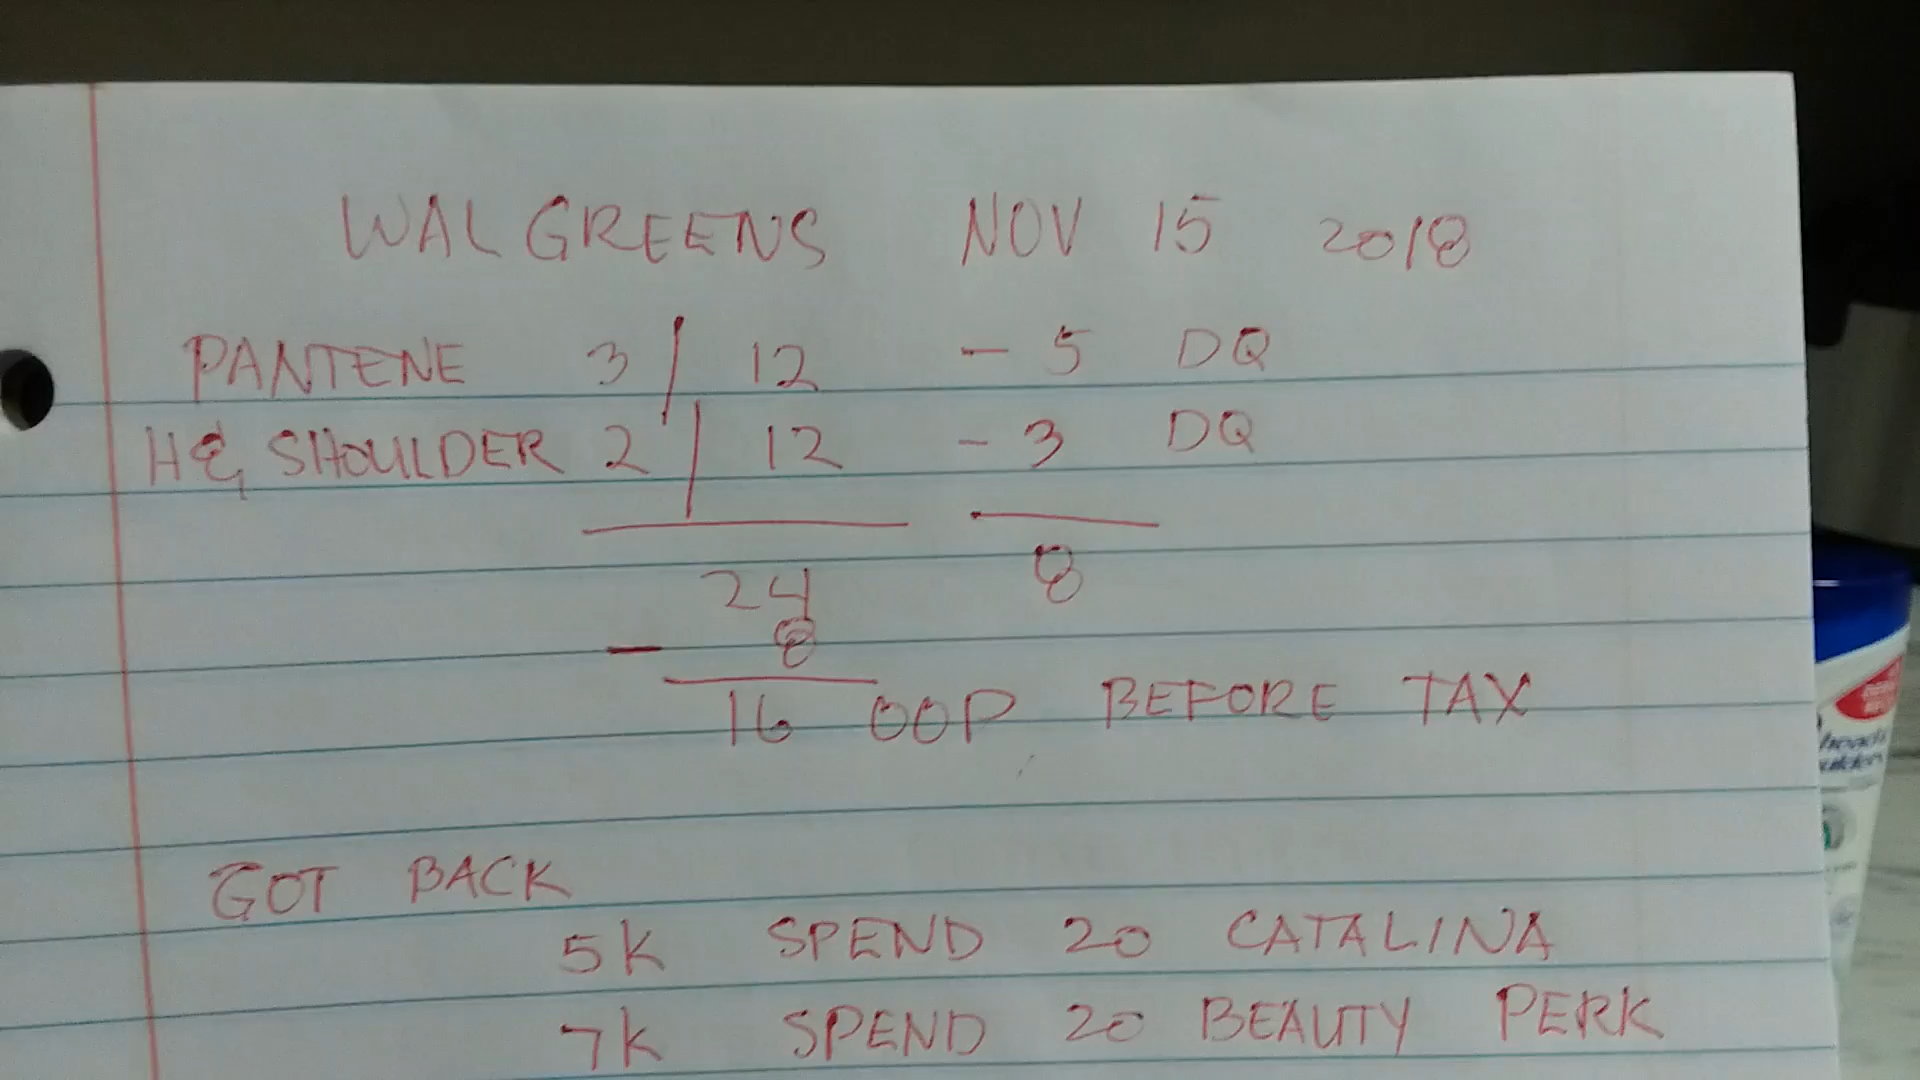 WALGREENS NOV 15 2018
PANTENE 3/12 - 5 DQ
H& SHOULDER 2/12 - 3 DQ
24 8
- 8
16 OOP BEFORE TAX
GOT BACK
5K SPEND 20 CATALINA
7K SPEND 20 BEAUTY PERK
head